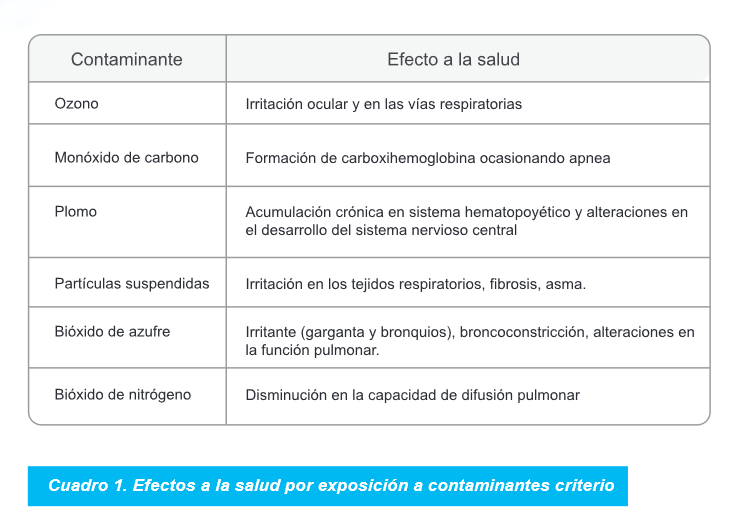 Contaminante
Efecto a la salud
Ozono
Irritación ocular y en las vías respiratorias
Monóxido de carbono
Formación de carboxihemoglobina ocasionando apnea
Plomo
Acumulación crónica en sistema hematopoyético y alteraciones en
el desarrollo del sistema nervioso central
Partículas suspendidas
Irritación en los tejidos respiratorios, fibrosis, asma.
Bióxido de azufre
Irritante (garganta y bronquios), broncoconstricción, alteraciones en
la función pulmonar.
Bióxido de nitrógeno
Disminución en la capacidad de difusión pulmonar
Cuadro 1. Efectos a la salud por exposición a contaminantes criterio